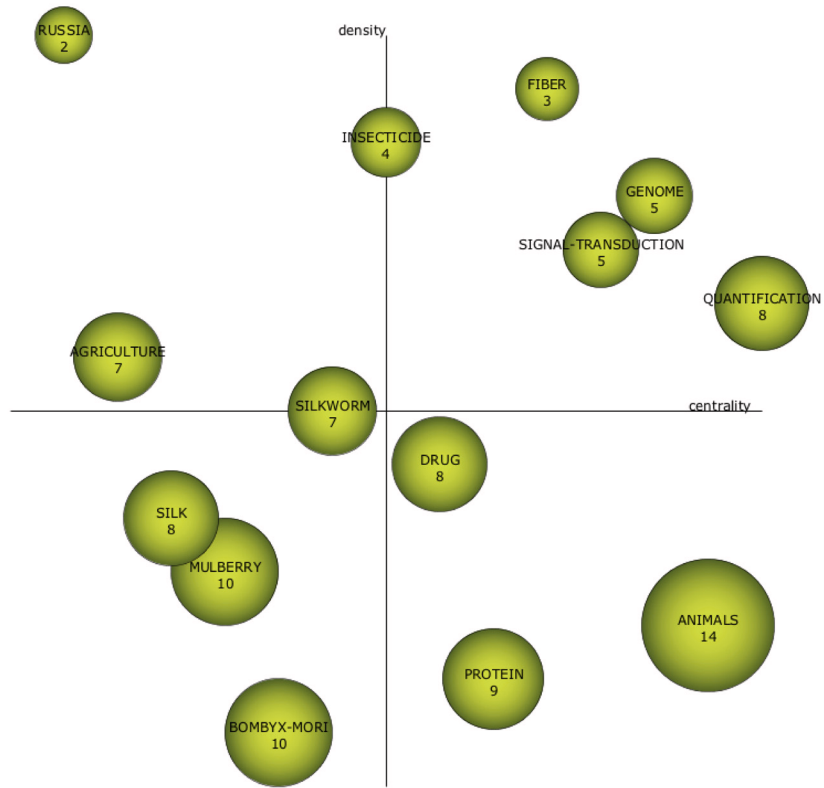 RUSSIA
2
density
FIBER
3
INSECTICIDE
4
GENOME
5
SIGNAL-TRANSDUCTION
5
QUANTIFICATION
8
AGRICULTURE
7
SILKWORM
7
centrality
DRUG
8
SILK
8
MULBERRY
10
ANIMALS
14
PROTEIN
9
BOMBYX-MORI
10